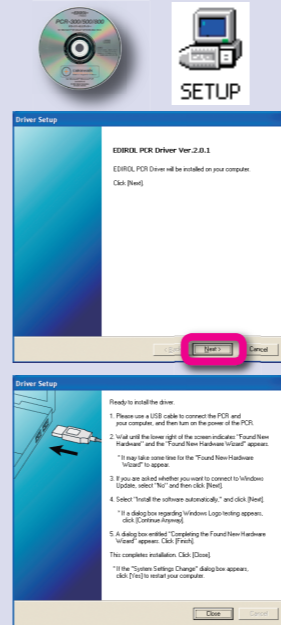 PCR-300/500/800
SETUP
Driver Setup
EDIROL PCR Driver Ver.2.0.1
EDIROL PCR Driver will be installed on your computer.
Click [Next].
Next >
Cancel
Driver Setup
Ready to install the driver.
1. Please use a USB cable to connect the PCR and
your computer, and then turn on the power of the PCR.
2. Wait until the lower right of the screen indicates "Found New
Hardware" and the "Found New Hardware Wizard" appears.
* It may take some time for the "Found New Hardware
Wizard" to appear.
3. If you are asked whether you want to connect to Windows
Update, select "No" and then click [Next].
4. Select "Install the software automatically," and click [Next].
* If a dialog box regarding Windows Logo testing appears,
click [Continue Anyway].
5. A dialog box entitled "Completing the Found New Hardware
Wizard" appears. Click [Finish].
This completes installation. Click [Close].
* If the "System Settings Change" dialog box appears,
click [Yes] to restart your computer.
Close
Cancel